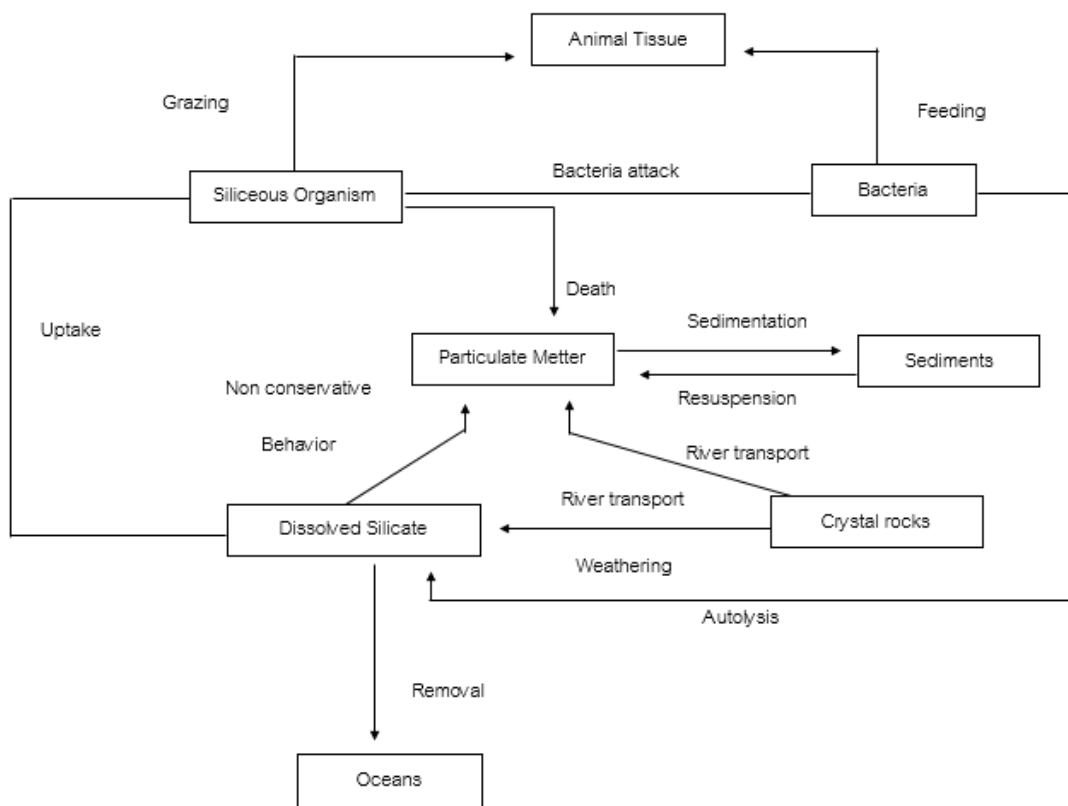 Animal Tissue
Grazing
Feeding
Bacteria attack
Siliceous Organism
Bacteria
Death
Uptake
Sedimentation
Particulate Metter
Sediments
Non conservative
Resuspension
Behavior
River transport
River transport
Dissolved Silicate
Crystal rocks
Weathering
Autolysis
Removal
Oceans